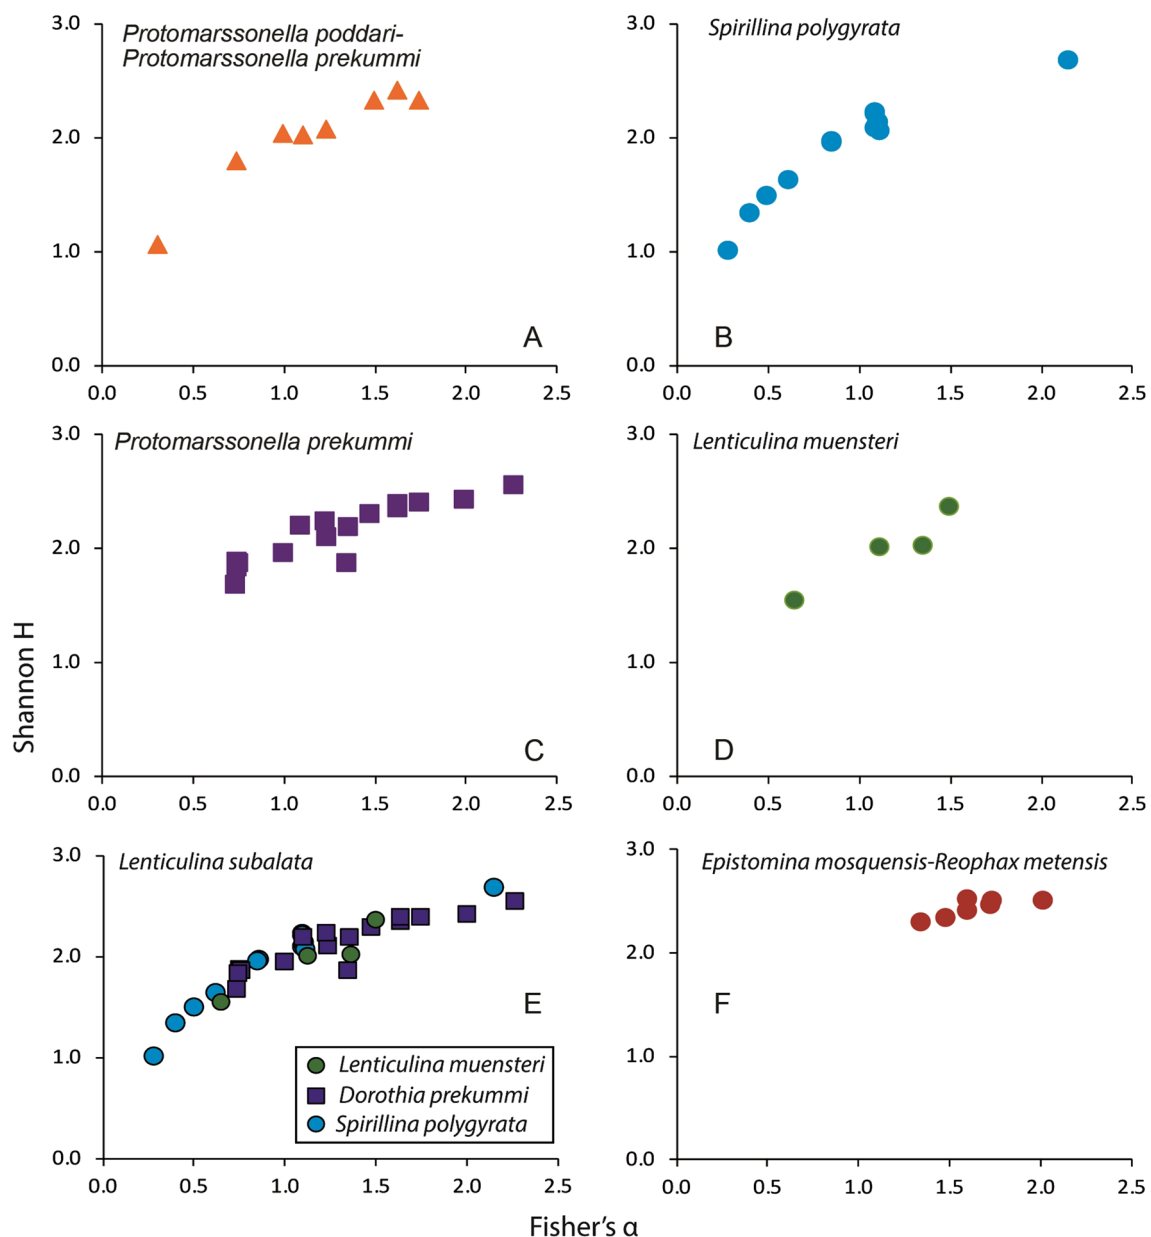 3.0
Protomarssonella poddari-
Protomarssonella prekummi
2.0
1.0
0.0
A
0.0 0.5 1.0 1.5 2.0 2.5
3.0
Spirillina polygyrata
2.0
1.0
0.0
B
0.0 0.5 1.0 1.5 2.0 2.5
3.0
Protomarssonella prekummi
2.0
1.0
0.0
C
0.0 0.5 1.0 1.5 2.0 2.5
3.0
Lenticulina muensteri
2.0
1.0
0.0
D
0.0 0.5 1.0 1.5 2.0 2.5
Shannon H
3.0
Lenticulina subalata
2.0
1.0
0.0
E
Lenticulina muensteri
Dorothia prekummi
Spirillina polygyrata
0.0 0.5 1.0 1.5 2.0 2.5
3.0
Epistomina mosquensis-Reophax metensis
2.0
1.0
0.0
F
0.0 0.5 1.0 1.5 2.0 2.5
Fisher's α